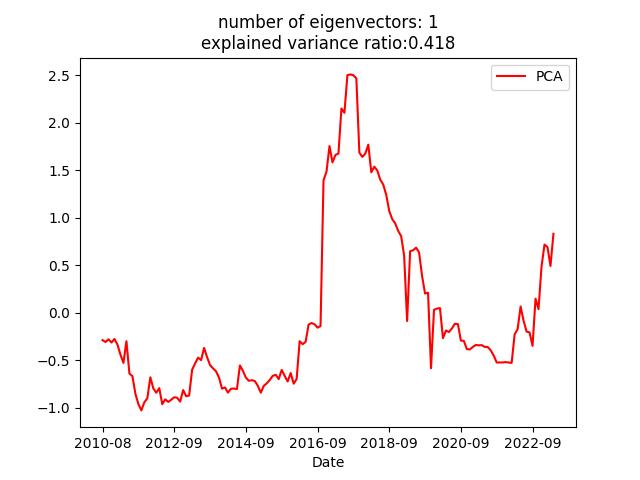 number of eigenvectors: 1
explained variance ratio:0.418
PCA
2.5
2.0
1.5
1.0
0.5
0.0
−0.5
−1.0
2010-08 2012-09 2014-09 2016-09 2018-09 2020-09 2022-09
Date